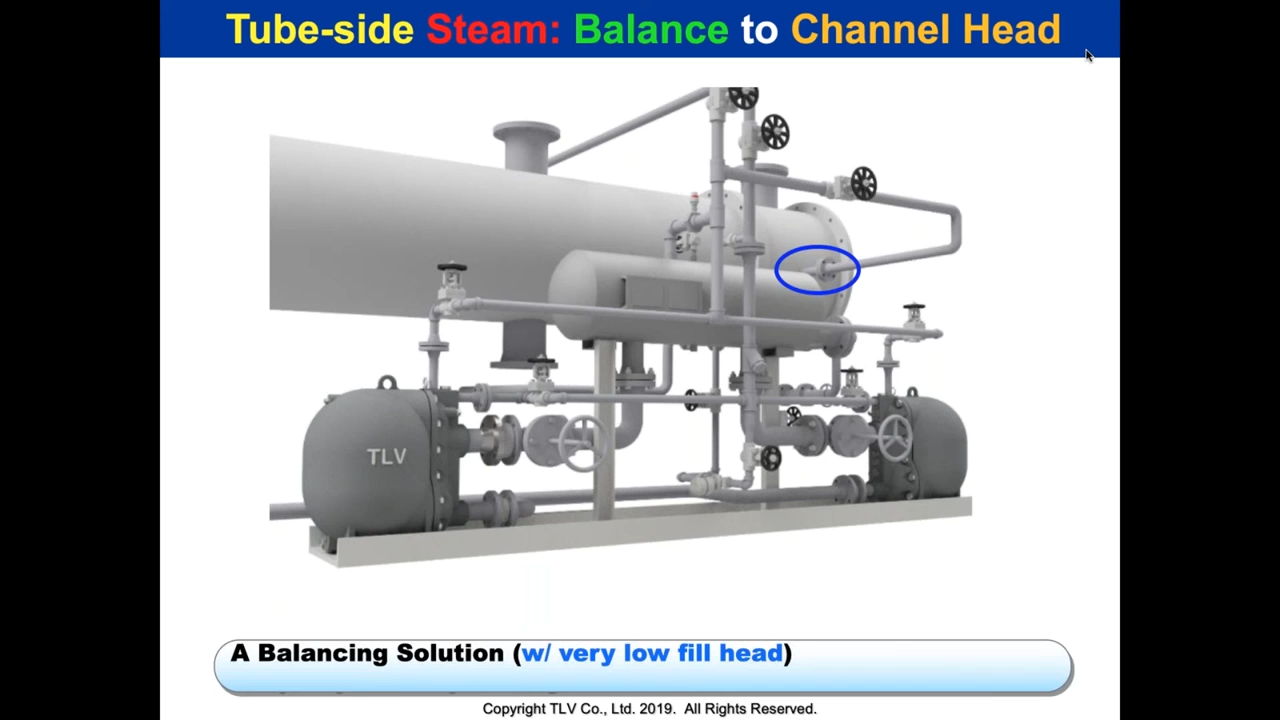 Tube-side Steam: Balance to Channel Head
TLV
A Balancing Solution (w/ very low fill head)
Copyright TLV Co., Ltd. 2019.  All Rights Reserved.